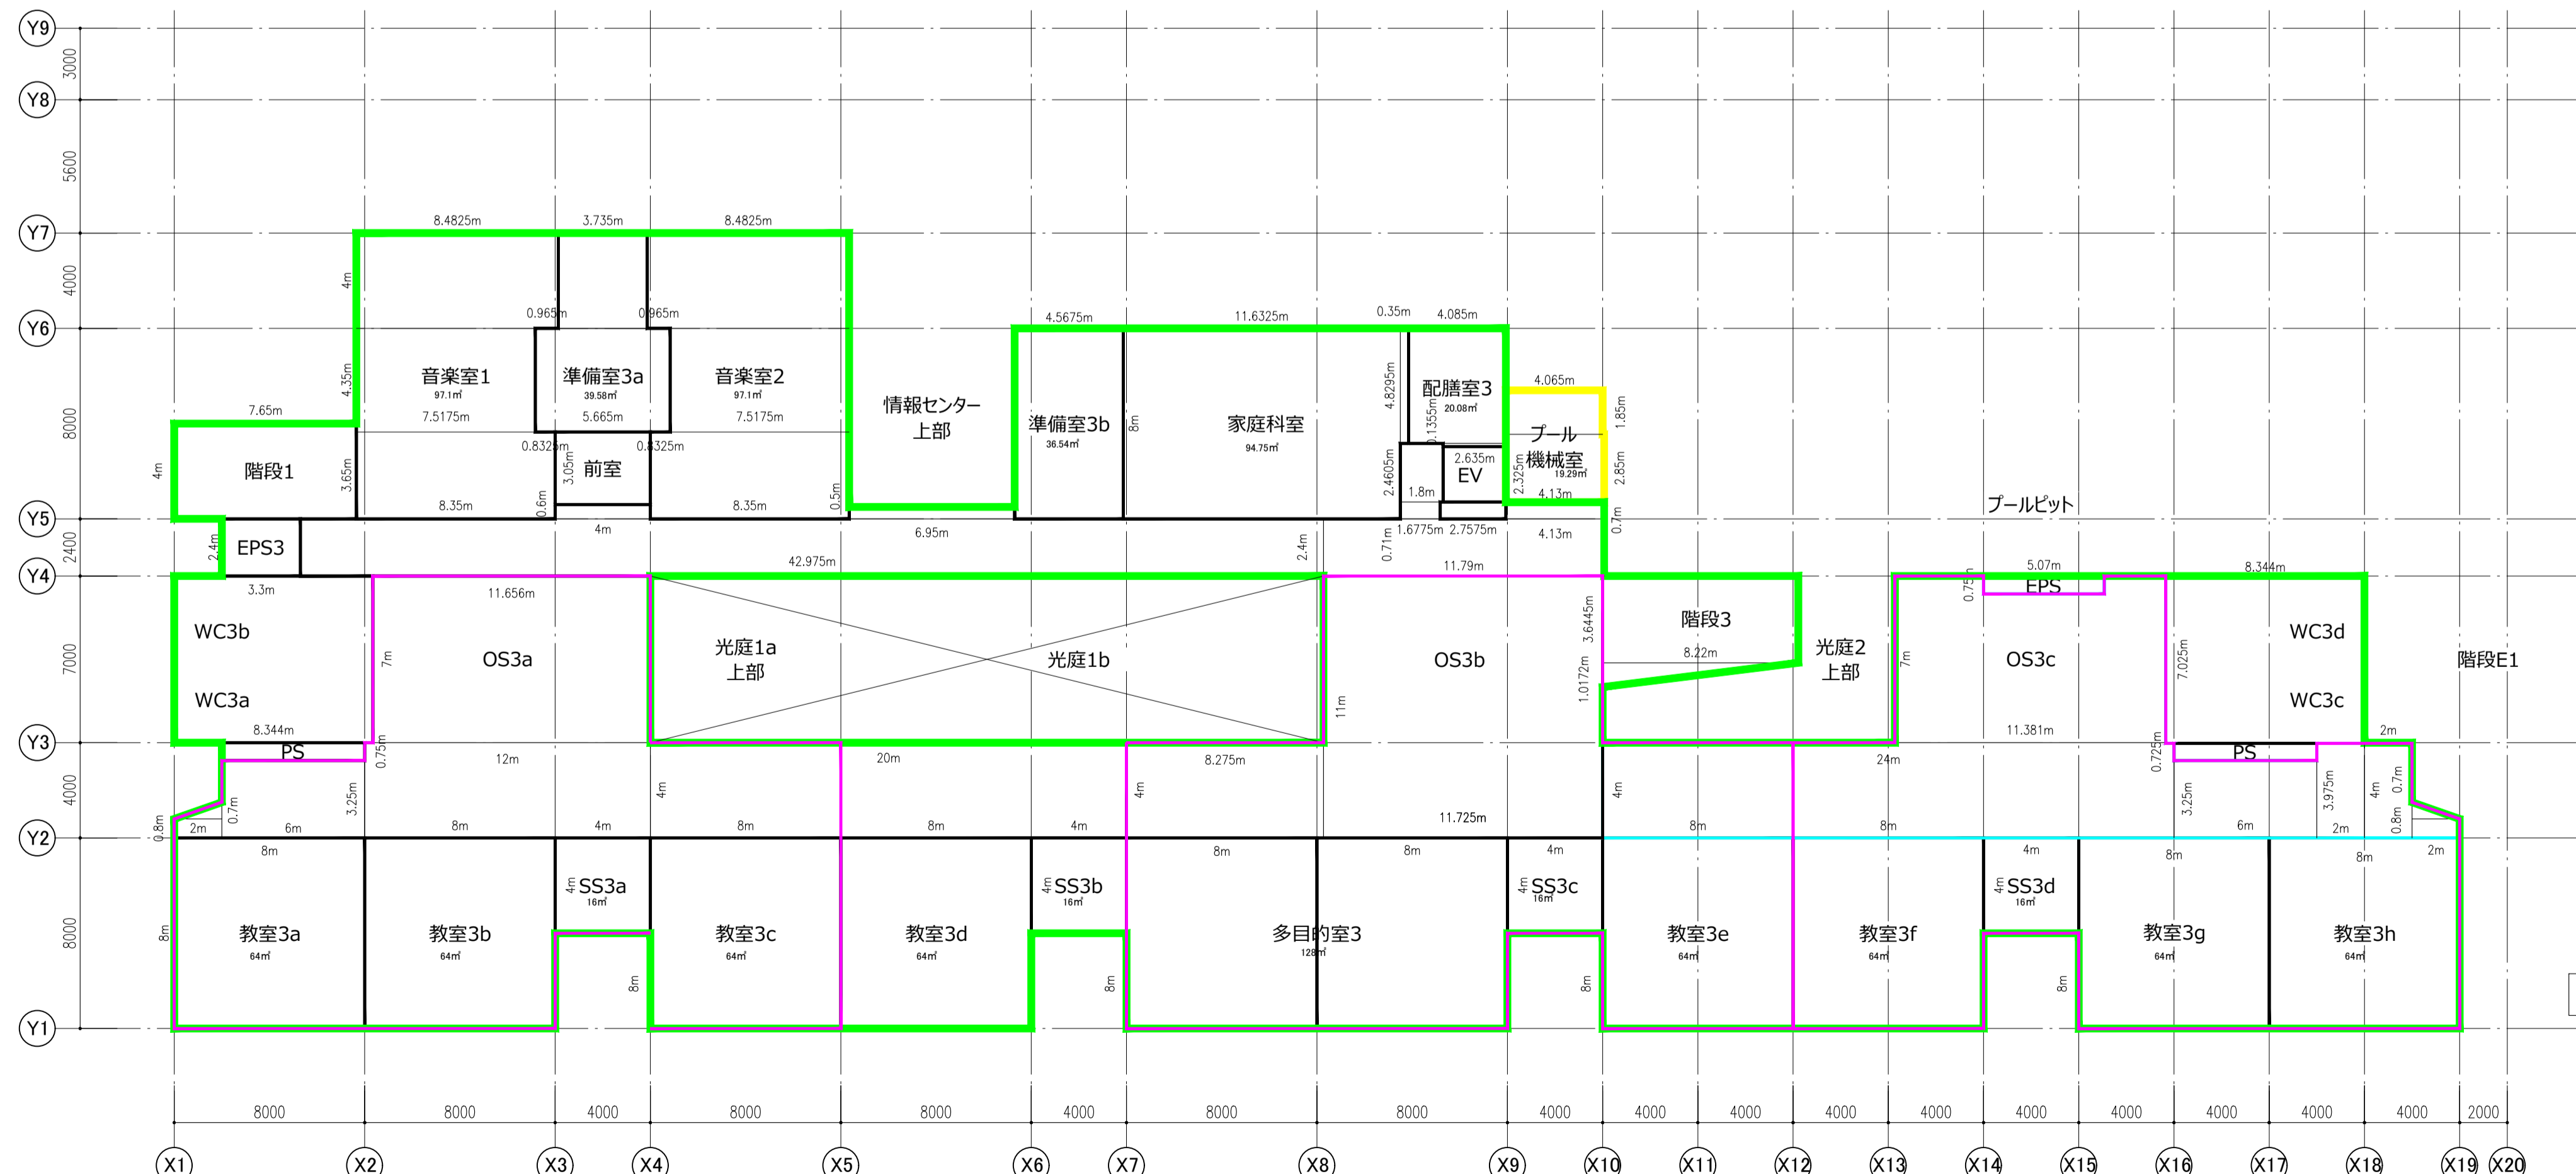 Y9
3000
Y8
5600
Y7
8.4825m
3.735m
8.4825m
4000
4m
Y6
0.965m
0.965m
4.5675m
11.6325m
0.35m
4.085m
8000
4.35m
音楽室1
97.1㎡
準備室3a
39.58㎡
音楽室2
97.1㎡
情報センター
上部
準備室3b
36.54㎡
8m
家庭科室
94.75㎡
4.8295m
配膳室3
20.08㎡
4.065m
1.85m
7.65m
7.5175m
5.665m
7.5175m
0.8325m
0.8325m
0.1355m
プール
機械室
19.29㎡
4m
階段1
3.65m
3.05m
前室
2.4605m
2.635m
EV
2.325m
2.85m
1.8m
4.13m
8.35m
0.6m
8.35m
0.5m
プールピット
Y5
4m
6.95m
1.6775m
2.7575m
4.13m
0.7m
2400
2.4m
EPS3
42.975m
2.4m
0.71m
11.79m
5.07m
8.344m
Y4
3.3m
11.656m
0.75m
EPS
7000
WC3b
WC3a
7m
OS3a
光庭1a
上部
光庭1b
11m
OS3b
3.6445m
1.0172m
階段3
8.22m
光庭2
上部
7m
OS3c
7.025m
WC3d
WC3c
階段E1
8.344m
11.381m
2m
Y3
PS
0.75m
12m
20m
8.275m
24m
0.725m
PS
4000
0.8m
2m
0.7m
6m
3.25m
8m
4m
4m
8m
8m
4m
4m
11.725m
4m
8m
8m
4m
3.25m
6m
3.975m
2m
4m
0.7m
0.8m
Y2
8m
8m
8m
4m
4m
8m
8m
2m
8000
8m
教室3a
64㎡
教室3b
64㎡
4m
SS3a
16㎡
8m
教室3c
64㎡
教室3d
64㎡
4m
SS3b
16㎡
8m
多目的室3
128㎡
4m
SS3c
16㎡
8m
教室3e
64㎡
教室3f
64㎡
4m
SS3d
16㎡
8m
教室3g
64㎡
教室3h
64㎡
Y1
8000
8000
4000
8000
8000
4000
8000
8000
4000
4000
4000
4000
4000
4000
4000
4000
4000
4000
2000
X1
X2
X3
X4
X5
X6
X7
X8
X9
X10
X11
X12
X13
X14
X15
X16
X17
X18
X19
X20